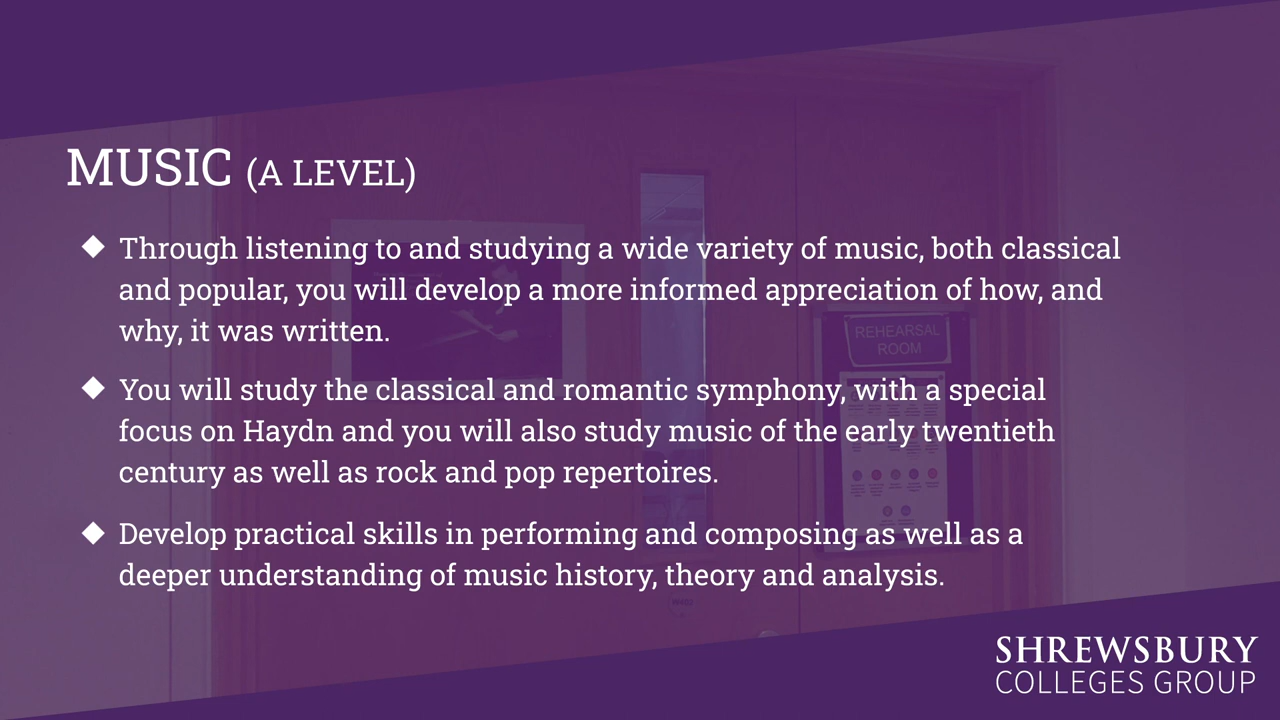 MUSIC (A LEVEL)
Through listening to and studying a wide variety of music, both classical
and popular, you will develop a more informed appreciation of how, and
why, it was written.
REHEARSAL
ROOM
You will study the classical and romantic symphony, with a special
focus on Haydn and you will also study music of the early twentieth
century as well as rock and pop repertoires.
Develop practical skills in performing and composing as well as a
deeper understanding of music history, theory and analysis.
SHREWSBURY
COLLEGES GROUP